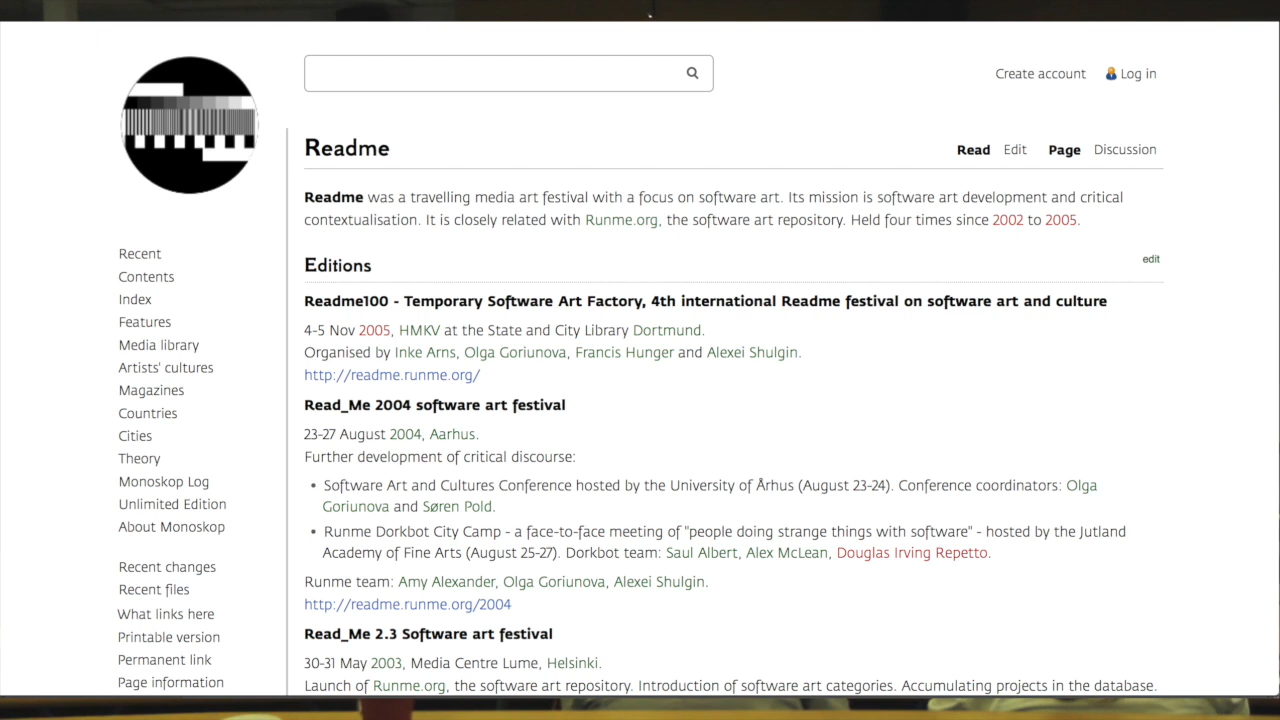 Create account
Log in
Readme
Read Edit Page Discussion
Readme was a travelling media art festival with a focus on software art. Its mission is software art development and critical
contextualisation. It is closely related with Runme.org, the software art repository. Held four times since 2002 to 2005.
Editions
edit
Readme100 - Temporary Software Art Factory, 4th international Readme festival on software art and culture
4-5 Nov 2005, HMKV at the State and City Library Dortmund.
Organised by Inke Arns, Olga Goriunova, Francis Hunger and Alexei Shulgin.
http://readme.runme.org/
Read_Me 2004 software art festival
23-27 August 2004, Aarhus.
Further development of critical discourse:
• Software Art and Cultures Conference hosted by the University of Århus (August 23-24). Conference coordinators: Olga
Goriunova and Søren Pold.
• Runme Dorkbot City Camp - a face-to-face meeting of "people doing strange things with software" - hosted by the Jutland
Academy of Fine Arts (August 25-27). Dorkbot team: Saul Albert, Alex McLean, Douglas Irving Repetto.
Runme team: Amy Alexander, Olga Goriunova, Alexei Shulgin.
http://readme.runme.org/2004
Read_Me 2.3 Software art festival
30-31 May 2003, Media Centre Lume, Helsinki.
Launch of Runme.org, the software art repository. Introduction of software art categories. Accumulating projects in the database.
Recent
Contents
Index
Features
Media library
Artists' cultures
Magazines
Countries
Cities
Theory
Monoskop Log
Unlimited Edition
About Monoskop
Recent changes
Recent files
What links here
Printable version
Permanent link
Page information